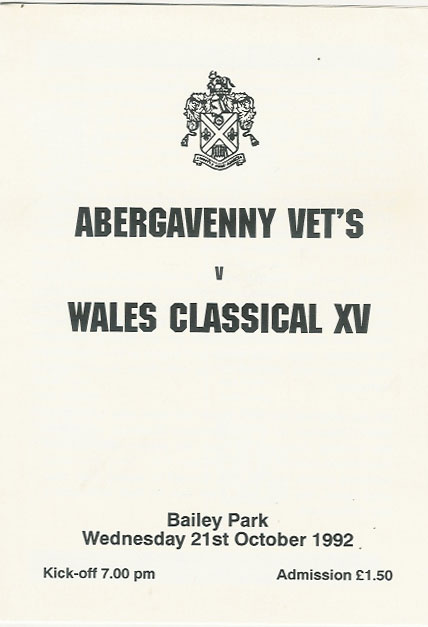 ABERGAVENNY VET'S
v
WALES CLASSICAL XV
Bailey Park
Wednesday 21st October 1992
Kick-off 7.00 pm Admission £1.50